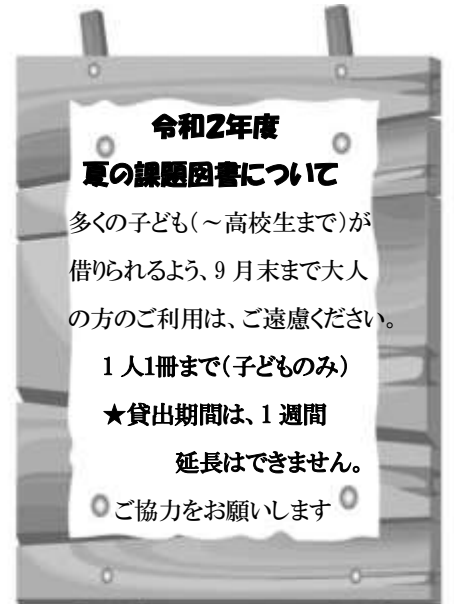 令和2年度
夏の課題図書について
多くの子ども(～高校生まで)が
借りられるよう、9月末まで大人
の方のご利用は、ご遠慮ください。
1人1冊まで(子どものみ)
★貸出期間は、1週間
延長はできません。
ご協力をお願いします